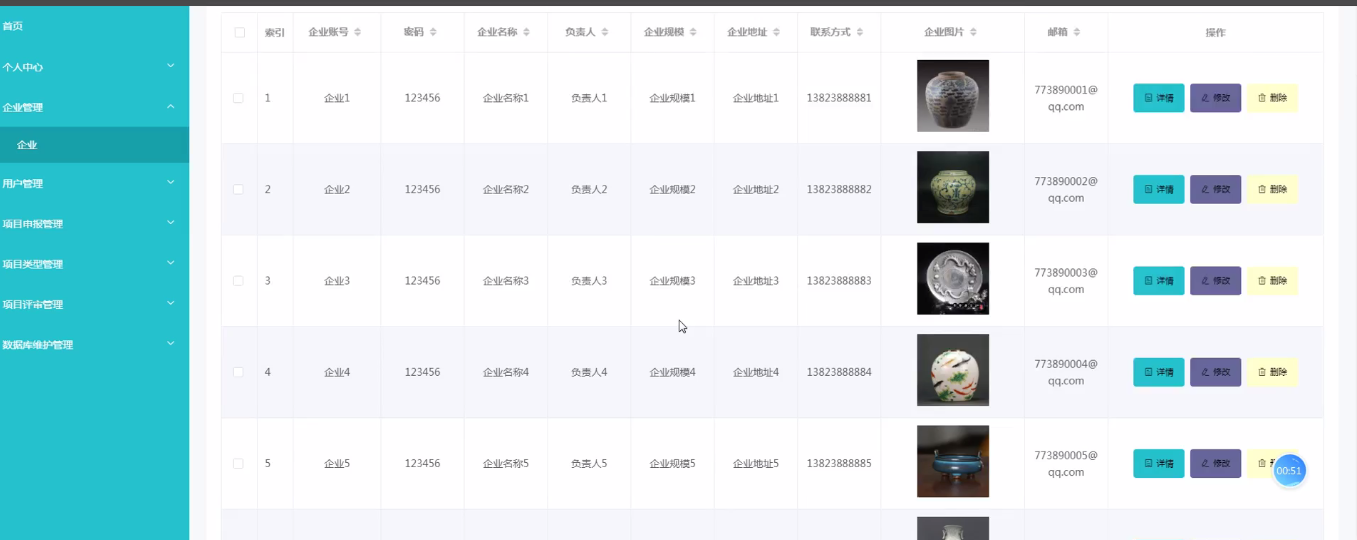 首页
个人中心
企业管理
企业
用户管理
项目申报管理
项目类型管理
项目评审管理
数据库维护管理
索引 企业账号 密码 企业名称 负责人 企业规模 企业地址 联系方式 企业图片 邮箱 操作
1 企业1 123456 企业名称1 负责人1 企业规模1 企业地址1 13823888881 773890001@
qq.com 详情 修改 删除
2 企业2 123456 企业名称2 负责人2 企业规模2 企业地址2 13823888882 773890002@
qq.com 详情 修改 删除
3 企业3 123456 企业名称3 负责人3 企业规模3 企业地址3 13823888883 773890003@
qq.com 详情 修改 删除
4 企业4 123456 企业名称4 负责人4 企业规模4 企业地址4 13823888884 773890004@
qq.com 详情 修改 删除
5 企业5 123456 企业名称5 负责人5 企业规模5 企业地址5 13823888885 773890005@
qq.com 详情 修改
00:51